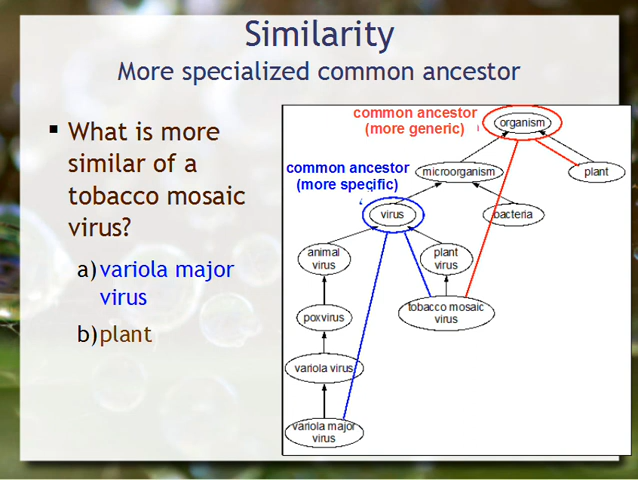 Similarity
More specialized common ancestor
▪ What is more
similar of a
tobacco mosaic
virus?
a) variola major
virus
b) plant
common ancestor
(more generic)
organism
common ancestor
(more specific)
microorganism
plant
virus
bacteria
animal
virus
plant
virus
poxvirus
tobacco mosaic
virus
variola virus
variola major
virus